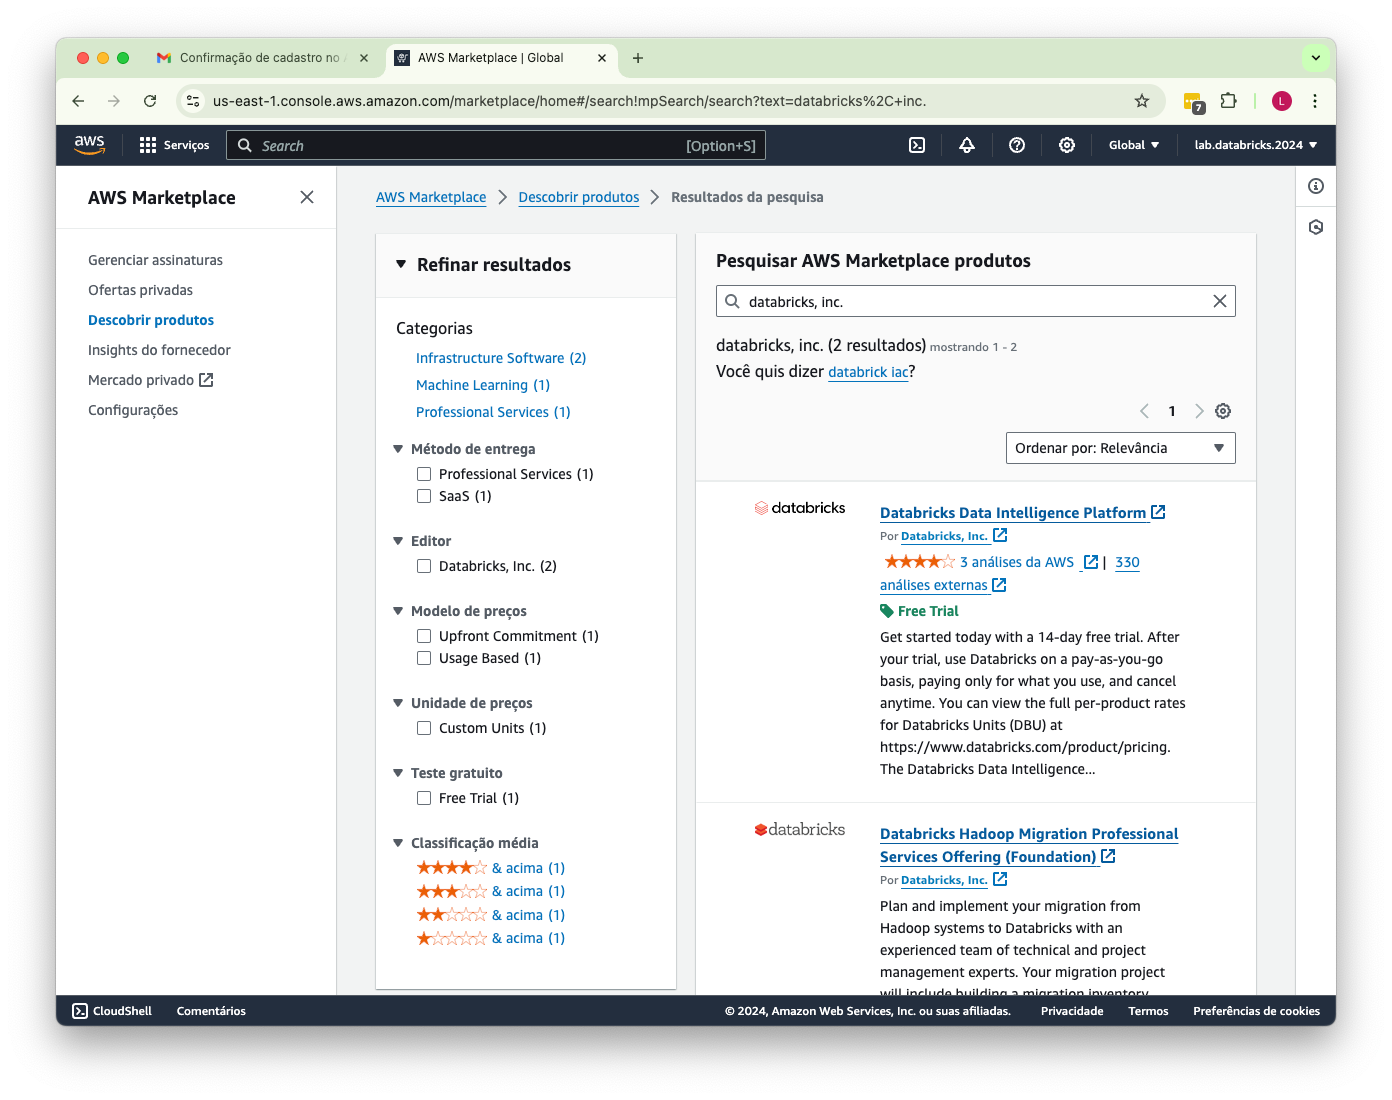 Confirmação de cadastro no
AWS Marketplace | Global
us-east-1.console.aws.amazon.com/marketplace/home#/search!mpSearch/search?text=databricks%2C+inc.
7
L
aws
Serviços
Search
[Option+S]
Global
lab.databricks.2024
AWS Marketplace
Gerenciar assinaturas
Ofertas privadas
Descobrir produtos
Insights do fornecedor
Mercado privado
Configurações
AWS Marketplace
Descobrir produtos
Resultados da pesquisa
Refinar resultados
Categorias
Infrastructure Software (2)
Machine Learning (1)
Professional Services (1)
Método de entrega
Professional Services (1)
SaaS (1)
Editor
Databricks, Inc. (2)
Modelo de preços
Upfront Commitment (1)
Usage Based (1)
Unidade de preços
Custom Units (1)
Teste gratuito
Free Trial (1)
Classificação média
& acima (1)
& acima (1)
& acima (1)
& acima (1)
Pesquisar AWS Marketplace produtos
databricks, inc.
databricks, inc. (2 resultados) mostrando 1 - 2
Você quis dizer databrick iac?
1
Ordenar por: Relevância
databricks
Databricks Data Intelligence Platform
Por Databricks, Inc.
3 análises da AWS | 330
análises externas
Free Trial
Get started today with a 14-day free trial. After
your trial, use Databricks on a pay-as-you-go
basis, paying only for what you use, and cancel
anytime. You can view the full per-product rates
for Databricks Units (DBU) at
https://www.databricks.com/product/pricing.
The Databricks Data Intelligence...
databricks
Databricks Hadoop Migration Professional
Services Offering (Foundation)
Por Databricks, Inc.
Plan and implement your migration from
Hadoop systems to Databricks with an
experienced team of technical and project
management experts. Your migration project
will include building a migration inventory,
CloudShell
Comentários
© 2024, Amazon Web Services, Inc. ou suas afiliadas.
Privacidade
Termos
Preferências de cookies